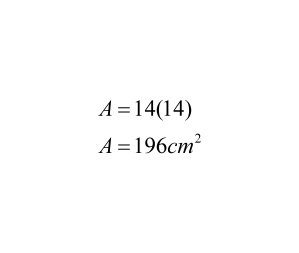 A = 14(14)
A = 196cm²